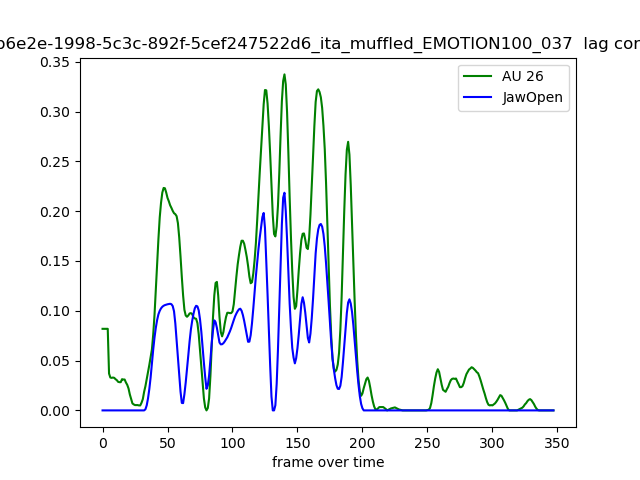 b6e2e-1998-5c3c-892f-5cef247522d6_ita_muffled_EMOTION100_037 lag cor
AU 26
JawOpen
0.35
0.30
0.25
0.20
0.15
0.10
0.05
0.00
0 50 100 150 200 250 300 350
frame over time